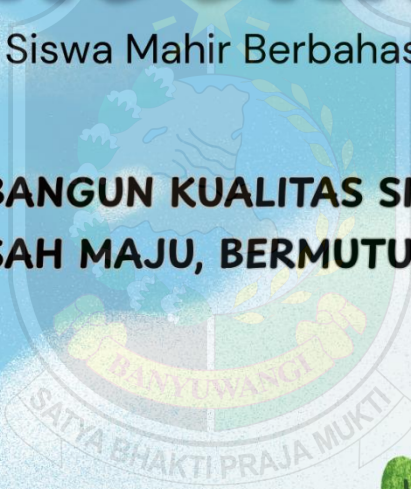 Siswa Mahir Berbahas
BANGUN KUALITAS
SAH MAJU, BERMUTU
BANYUWANGI
SATYA BHAKTI PRAJA MUKTI